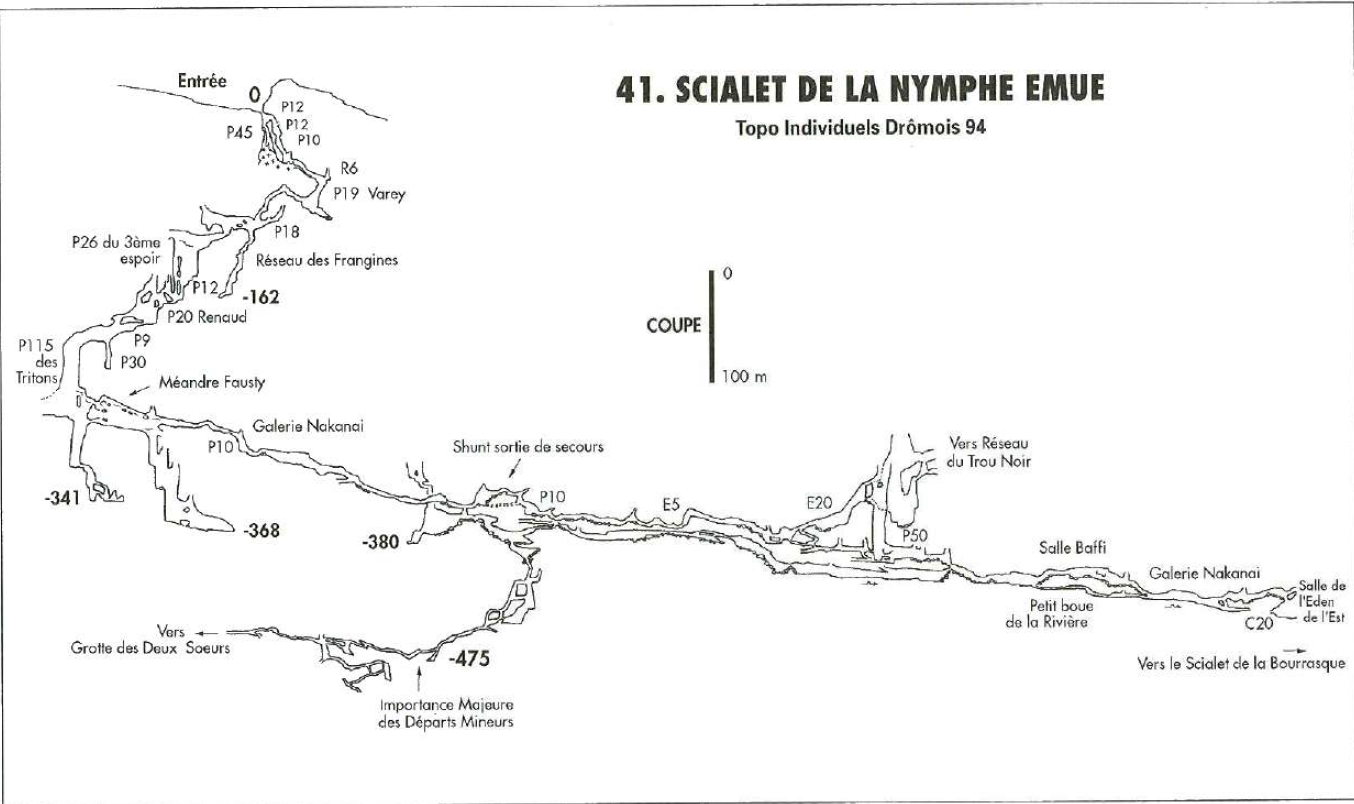 41. SCIALET DE LA NYMPHE EMUE
Topo Individuels Drômois 94
Entrée
0
P12
P12
P10
P45
R6
P19 Varey
P18
P26 du 3ème
espoir
Réseau des Frangines
P12
-162
P20 Renaud
P9
P30
P115
des
Tritons
Méandre Fausty
0
COUPE
100 m
Galerie Nakanai
P10
-341
-368
-380
Shunt sortie de secours
P10
E5
E20
Vers Réseau
du Trou Noir
P50
Salle Baffi
Galerie Nakanai
Petit boue
de la Rivière
Salle de
l'Eden
de l'Est
C20
Vers le Scialet de la Bourrasque
Vers
Grotte des Deux Soeurs
-475
Importance Majeure
des Départs Mineurs